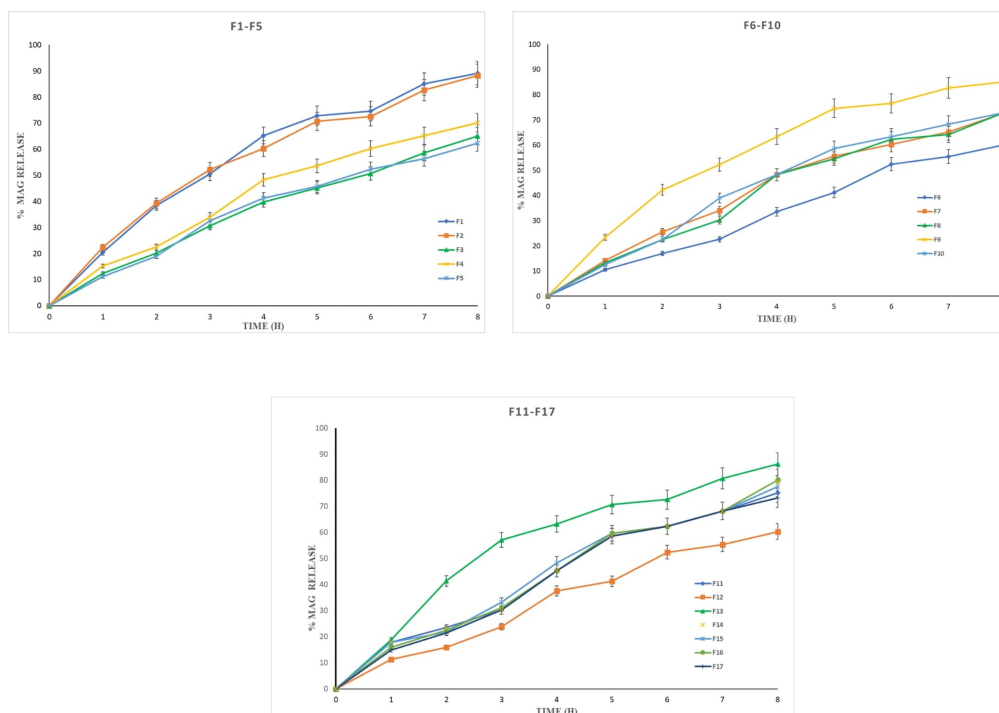 F1-F5
% MAG RELEASE
100
90
80
70
60
50
40
30
20
10
0
0 1 2 3 4 5 6 7 8
TIME (H)
F1
F2
F3
F4
F5
F6-F10
% MAG RELEASE
100
90
80
70
60
50
40
30
20
10
0
0 1 2 3 4 5 6 7
TIME (H)
F6
F7
F8
F9
F10
F11-F17
% MAG RELEASE
100
90
80
70
60
50
40
30
20
10
0
0 1 2 3 4 5 6 7 8
TIME (H)
F11
F12
F13
F14
F15
F16
F17